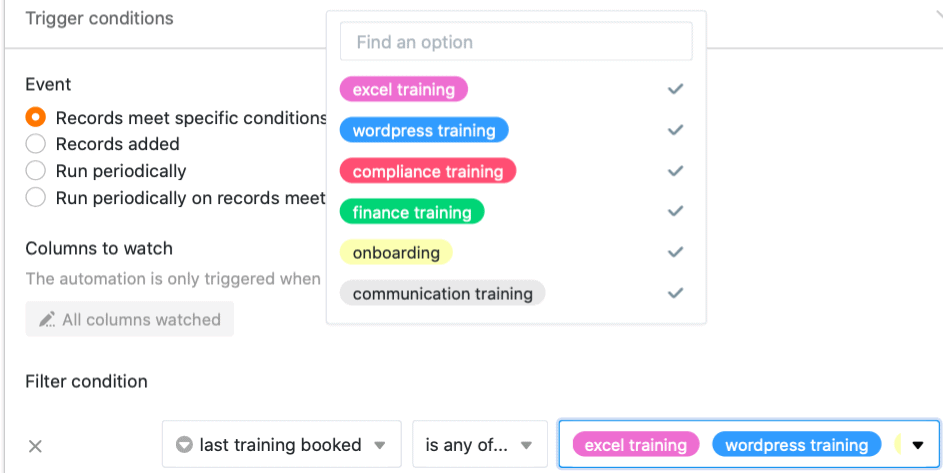 Trigger conditions
Find an option
Event
excel training
Records meet specific conditions
wordpress training
Records added
Run periodically
compliance training
Run periodically on records meet
finance training
Columns to watch
onboarding
The automation is only triggered when
communication training
All columns watched
Filter condition
last training booked is any of... excel training wordpress training